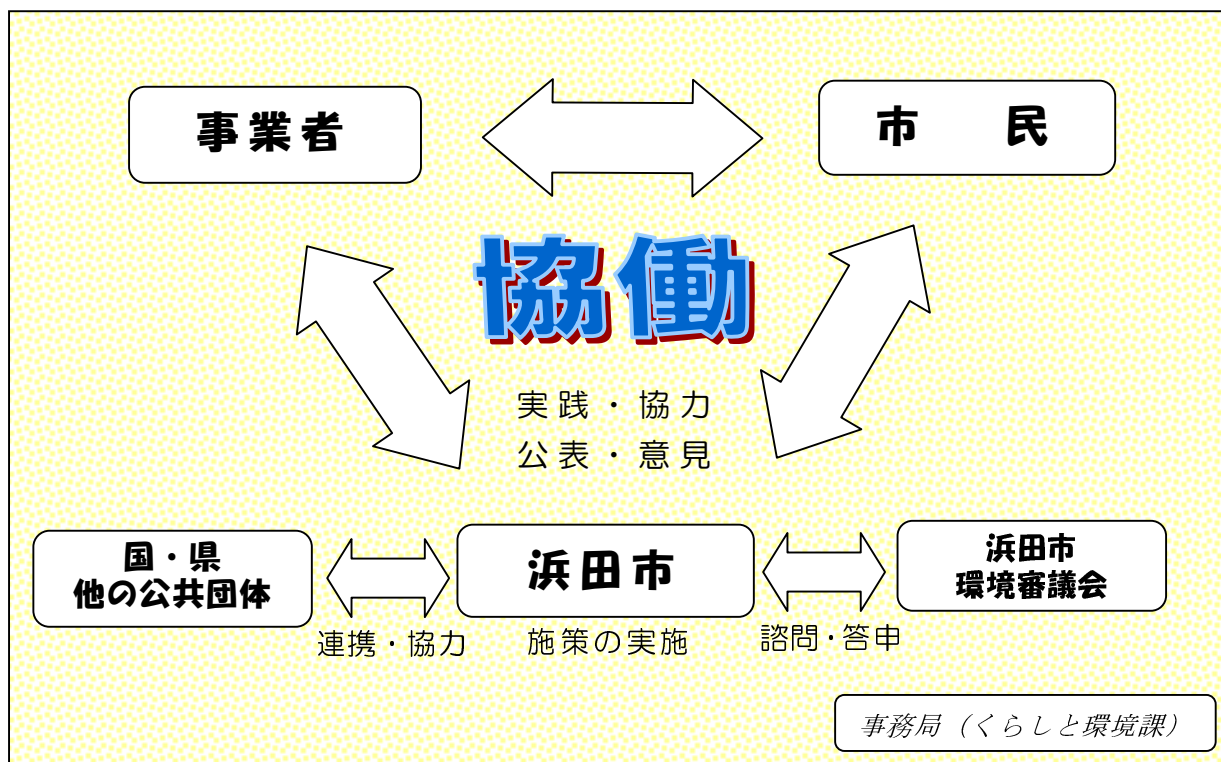 事業者
市　民
協働
実践・協力
公表・意見
国・県
他の公共団体
浜田市
浜田市
環境審議会
連携・協力
施策の実施
諮問・答申
事務局（くらしと環境課）